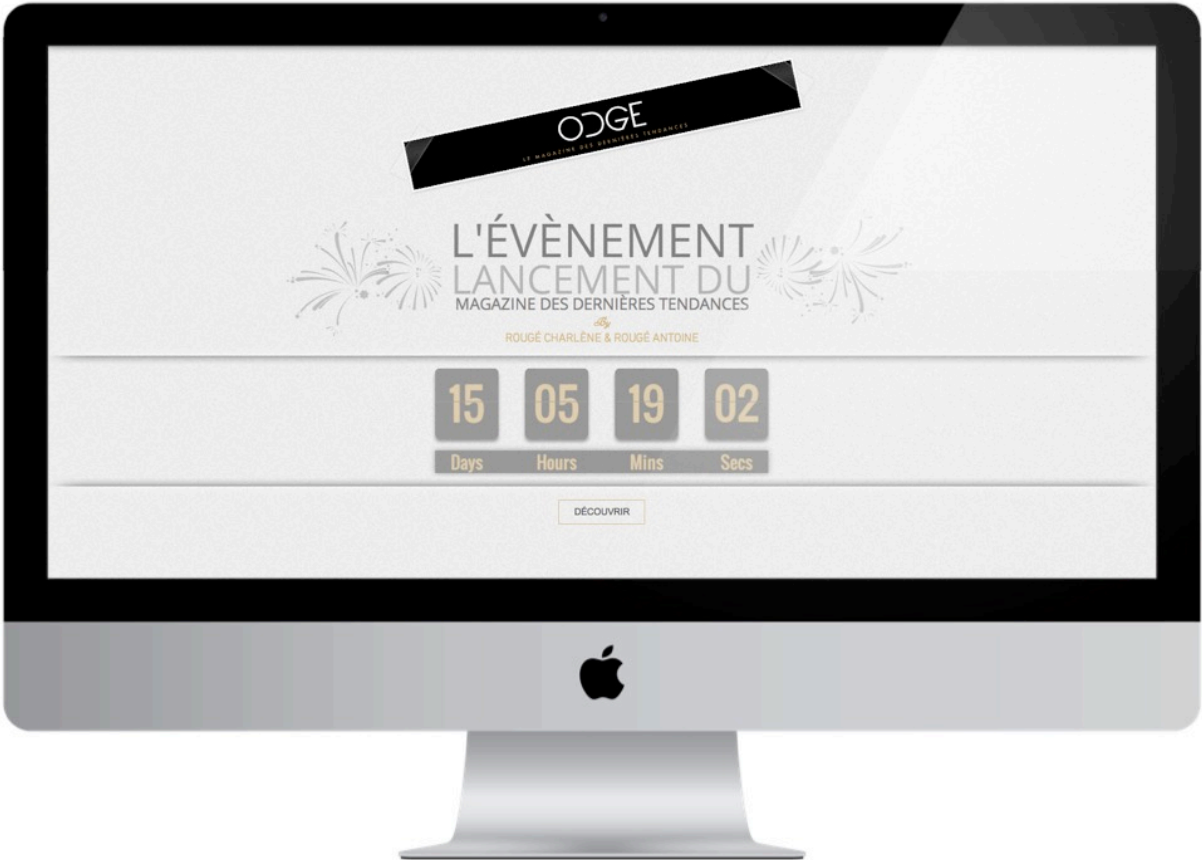 ODGE
LE MAGAZINE DES DERNIÈRES TENDANCES
L'ÉVÈNEMENT
LANCEMENT DU
MAGAZINE DES DERNIÈRES TENDANCES
By
ROUGÉ CHARLÈNE & ROUGÉ ANTOINE
15 05 19 02
Days Hours Mins Secs
DÉCOUVRIR